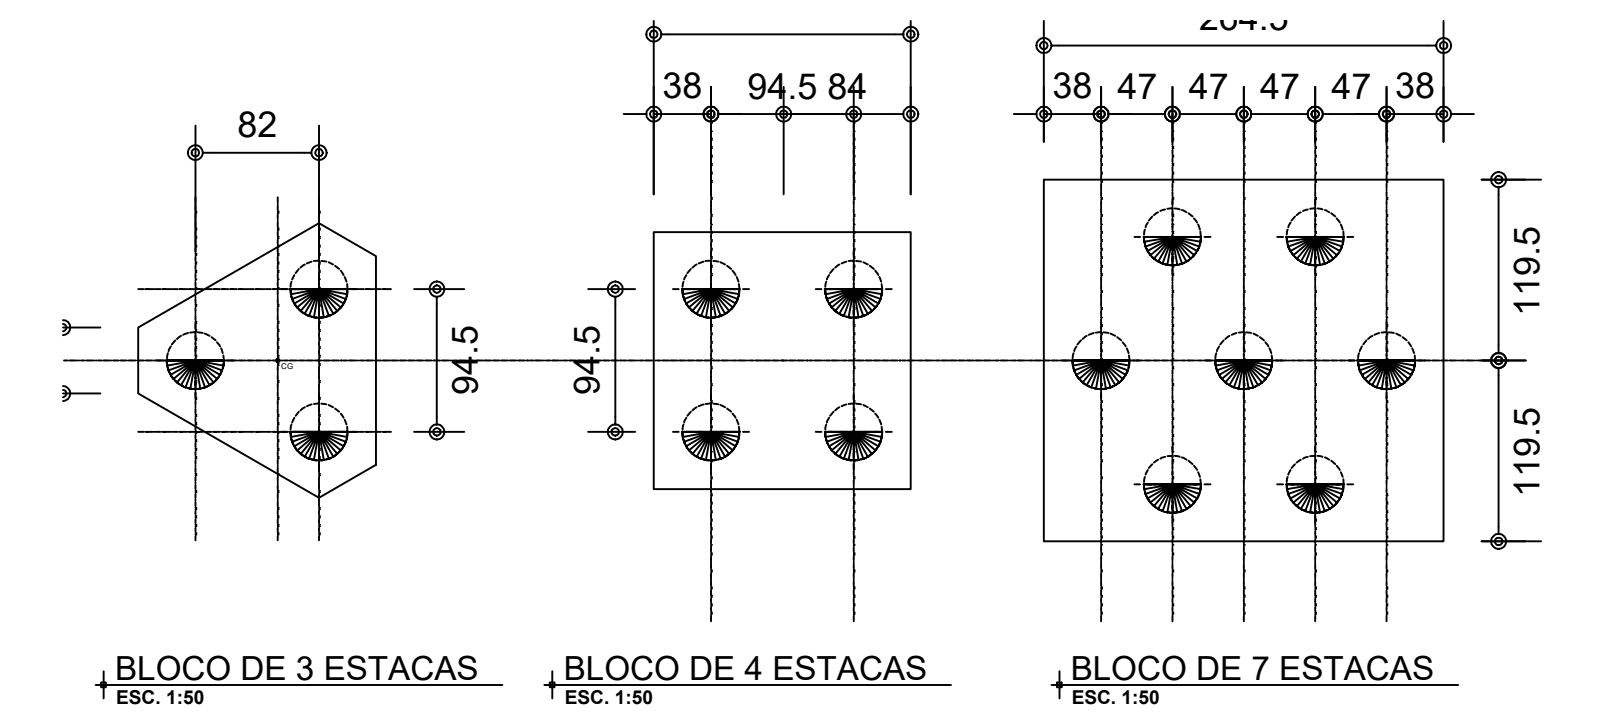 264.5
38 94.5 84
38 47 47 47 47 38
82
119.5
94.5
94.5
CG
119.5
BLOCO DE 3 ESTACAS
ESC. 1:50
BLOCO DE 4 ESTACAS
ESC. 1:50
BLOCO DE 7 ESTACAS
ESC. 1:50